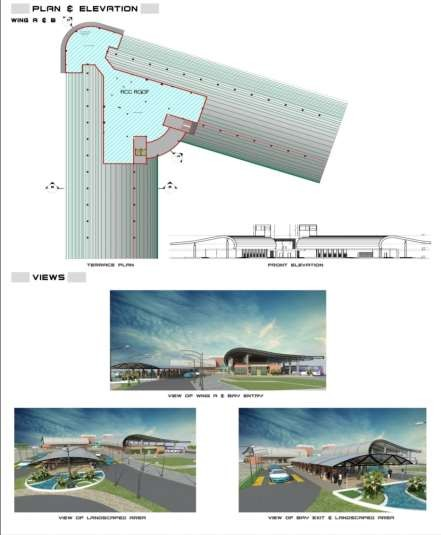 PLAN & ELEVATION
WING A & B
RCC ROOF
TERRACE PLAN
FRONT ELEVATION
VIEWS
VIEW OF WING A & BAY ENTRY
VIEW OF LANDSCAPED AREA
VIEW OF BAY EXIT & LANDSCAPED AREA